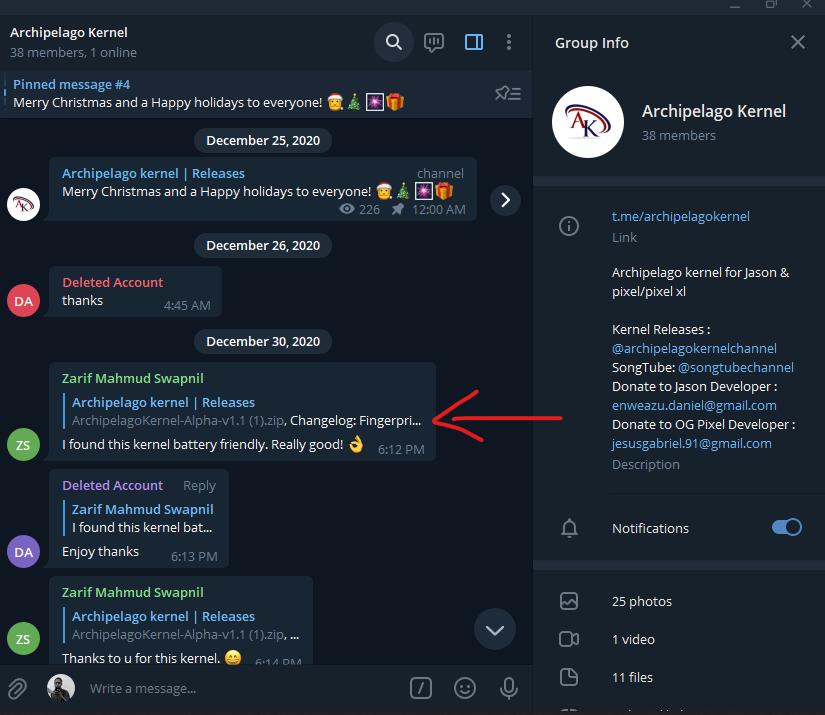 Archipelago Kernel
38 members, 1 online
Pinned message #4
Merry Christmas and a Happy holidays to everyone! 🎅🎄🎆🎁
December 25, 2020
Archipelago kernel | Releases channel
Merry Christmas and a Happy holidays to everyone! 🎅🎄🎆🎁
226 12:00 AM
AK
December 26, 2020
Deleted Account
thanks
4:45 AM
DA
December 30, 2020
Zarif Mahmud Swapnil
Archipelago kernel | Releases
ArchipelagoKernel-Alpha-v1.1 (1).zip, Changelog: Fingerpri...
I found this kernel battery friendly. Really good! 👌
6:12 PM
ZS
Deleted Account Reply
Zarif Mahmud Swapnil
I found this kernel bat...
Enjoy thanks
6:13 PM
DA
Zarif Mahmud Swapnil
Archipelago kernel | Releases
ArchipelagoKernel-Alpha-v1.1 (1).zip, ...
Thanks to u for this kernel. 😄
6:14 PM
ZS
Write a message...
Group Info
AK
Archipelago Kernel
38 members
t.me/archipelagokernel
Link
Archipelago kernel for Jason &
pixel/pixel xl
Kernel Releases :
@archipelagokernelchannel
SongTube: @songtubechannel
Donate to Jason Developer :
enweazu.daniel@gmail.com
Donate to OG Pixel Developer :
jesusgabriel.91@gmail.com
Description
Notifications
25 photos
1 video
11 files